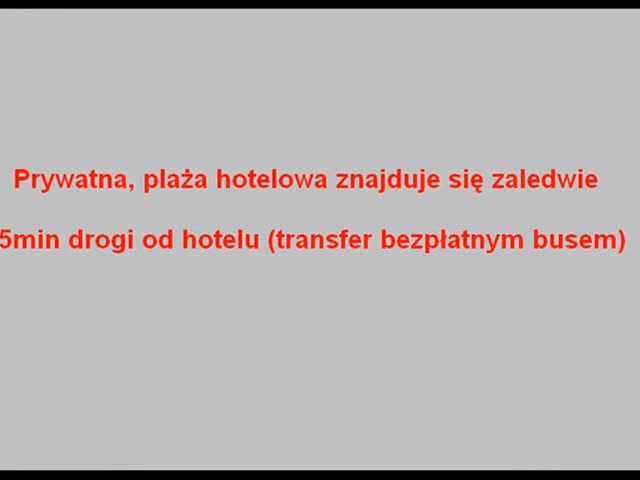 Prywatna, plaża hotelowa znajduje się zaledwie
5min drogi od hotelu (transfer bezpłatnym busem)